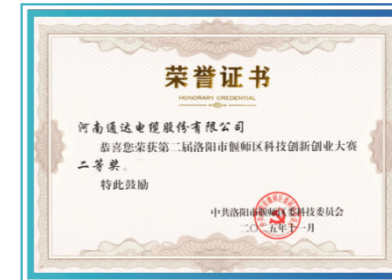 荣誉证书
HONORARY CREDENTIAL
河南通达电缆股份有限公司
恭喜您荣获第二届洛阳市偃师区科技创新创业大赛
二等奖。
特此鼓励
中共洛阳市偃师区委科技委员会
二〇二五年十一月